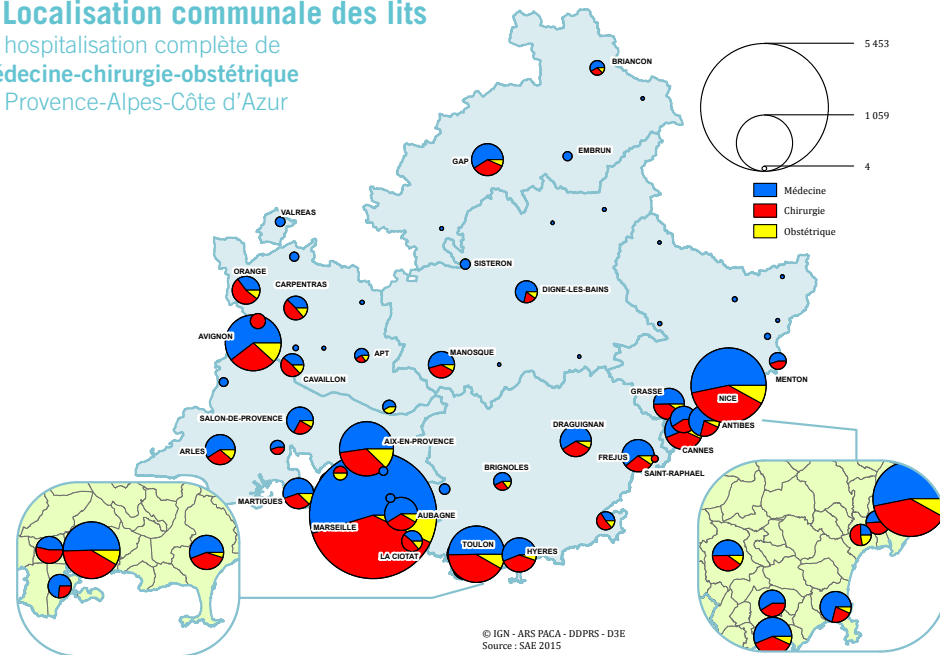 Localisation communale des lits
hospitalisation complète de
édecine-chirurgie-obstétrique
Provence-Alpes-Côte d'Azur
5 453
1 059
4
Médecine
Chirurgie
Obstétrique
BRIANCON
EMBRUN
GAP
VALREAS
SISTERON
ORANGE
CARPENTRAS
DIGNE-LES-BAINS
AVIGNON
APT
MANOSQUE
CAVAILLON
MENTON
NICE
GRASSE
SALON-DE-PROVENCE
ANTIBES
DRAGUIGNAN
AIX-EN-PROVENCE
CANNES
ARLES
FREJUS
SAINT-RAPHAEL
BRIGNOLES
MARTIGUES
AUBAGNE
MARSEILLE
TOULON
HYERES
LA CIOTAT
© IGN - ARS PACA - DDPRS - D3E
Source : SAE 2015